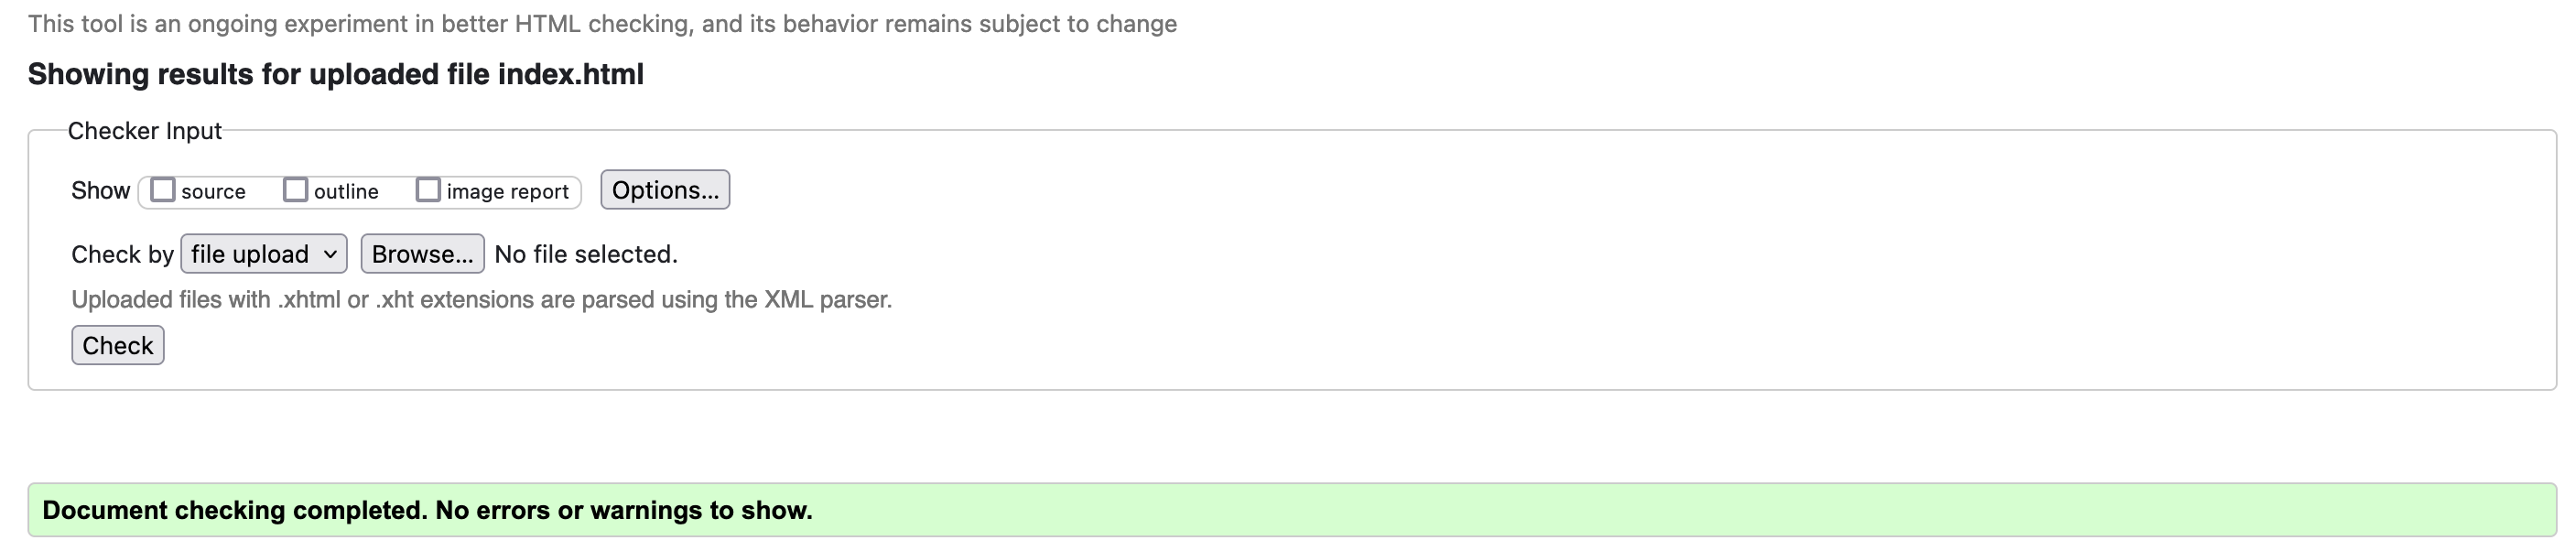 This tool is an ongoing experiment in better HTML checking, and its behavior remains subject to change
Showing results for uploaded file index.html
Checker Input
Show source outline image report Options...
Check by file upload Browse... No file selected.
Uploaded files with .xhtml or .xht extensions are parsed using the XML parser.
Check
Document checking completed. No errors or warnings to show.